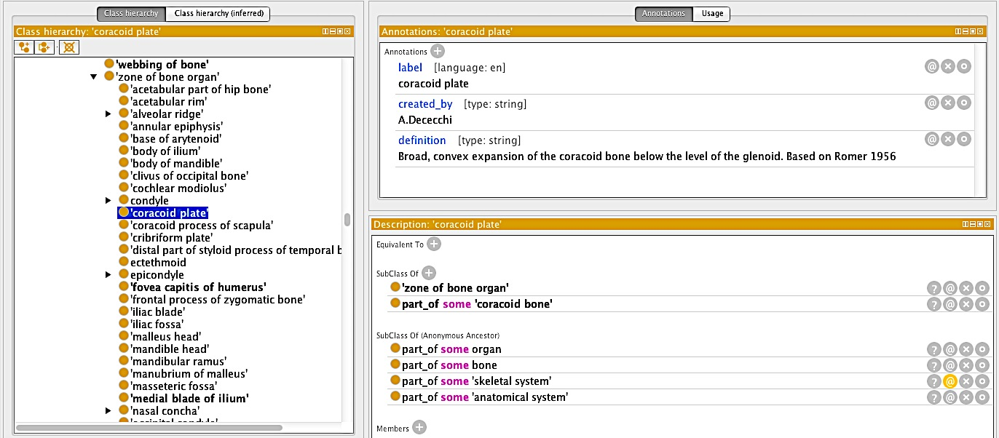 Class hierarchy
Class hierarchy (inferred)
Class hierarchy: 'coracoid plate'
'webbing of bone'
'zone of bone organ'
'acetabular part of hip bone'
'acetabular rim'
'alveolar ridge'
'annular epiphysis'
'base of arytenoid'
'body of ilium'
'body of mandible'
'clivus of occipital bone'
'cochlear modiolus'
condyle
'coracoid plate'
'coracoid process of scapula'
'cribriform plate'
'distal part of styloid process of temporal b
ectethmoid
epicondyle
'fovea capitis of humerus'
'frontal process of zygomatic bone'
'iliac blade'
'iliac fossa'
'malleus head'
'mandible head'
'mandibular ramus'
'manubrium of malleus'
'masseteric fossa'
'medial blade of ilium'
'nasal concha'
Annotations
Usage
Annotations: 'coracoid plate'
Annotations
label [language: en]
coracoid plate
created_by [type: string]
A.Dececchi
definition [type: string]
Broad, convex expansion of the coracoid bone below the level of the glenoid. Based on Romer 1956
Description: 'coracoid plate'
Equivalent To
SubClass Of
'zone of bone organ'
part_of some 'coracoid bone'
SubClass Of (Anonymous Ancestor)
part_of some organ
part_of some bone
part_of some 'skeletal system'
part_of some 'anatomical system'
Members